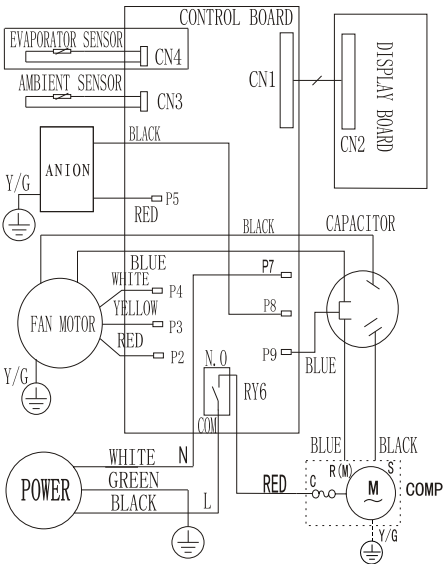 CONTROL BOARD
EVAPORATOR SENSOR
CN4
AMBIENT SENSOR
CN3
CN1
CN2
DISPLAY BOARD
BLACK
ANION
Y/G
P5
RED
BLACK
CAPACITOR
BLUE
P7
WHITE
P4
YELLOW
P8
FAN MOTOR
P3
RED
P2
P9
BLUE
Y/G
N.O
RY6
COM
BLUE
BLACK
WHITE N
R(M)
S
GREEN
RED
C
M
~
COMP
POWER
BLACK
L
Y/G